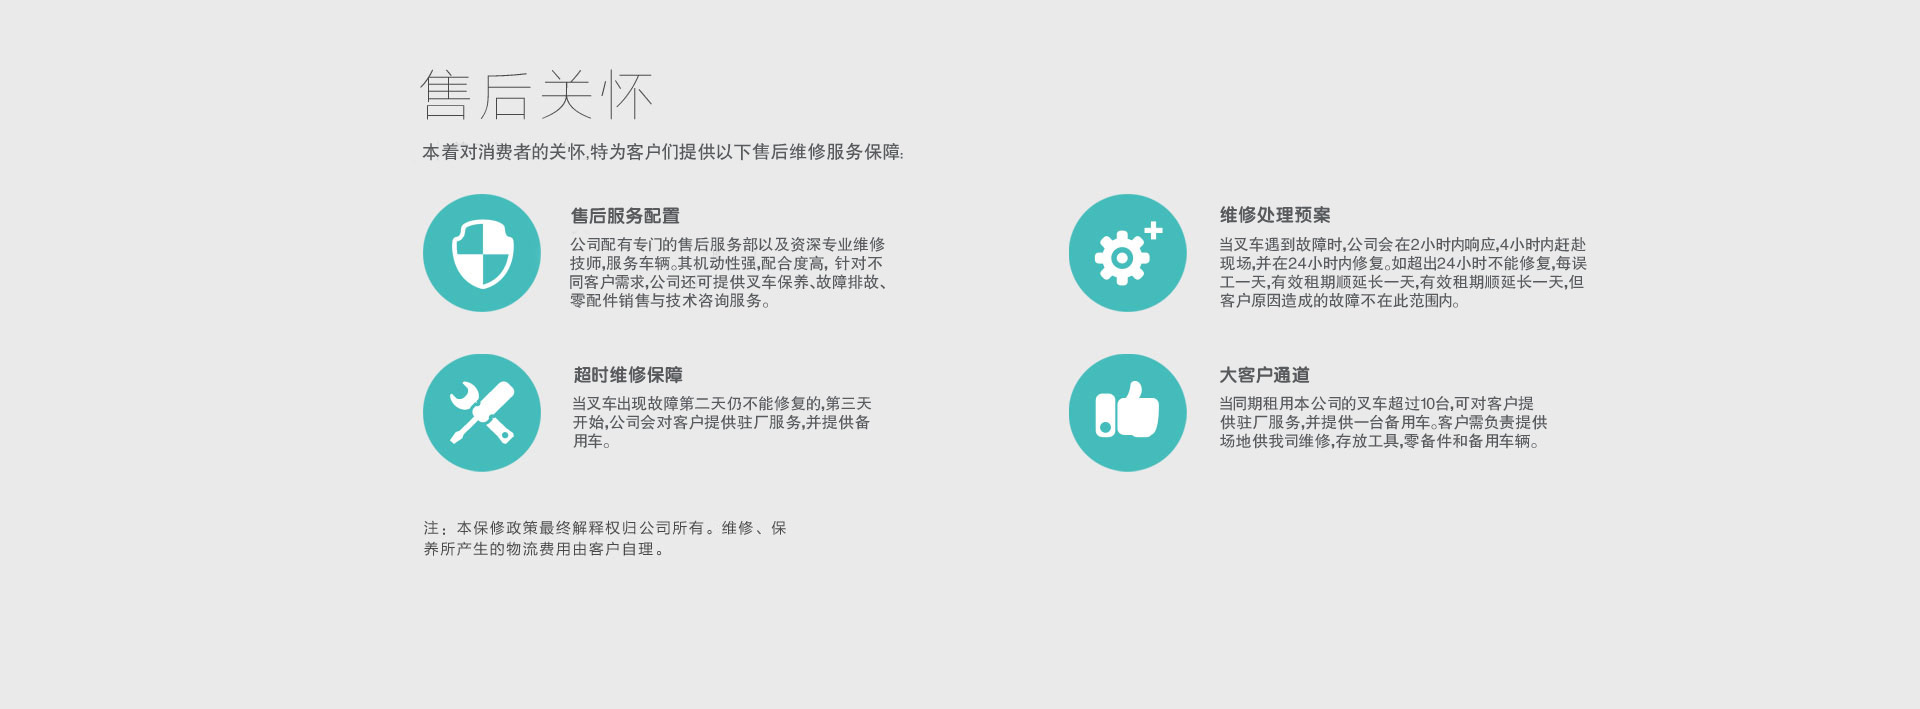 售后关怀
本着对消费者的关怀,特为客户们提供以下售后维修服务保障:
售后服务配置
公司配有专门的售后服务部以及资深专业维修
技师,服务车辆。其机动性强,配合度高, 针对不
同客户需求,公司还可提供叉车保养、故障排故、
零配件销售与技术咨询服务。
维修处理预案
当叉车遇到故障时,公司会在2小时内响应,4小时内赶赴
现场,并在24小时内修复。如超出24小时不能修复,每误
工一天,有效租期顺延长一天,有效租期顺延长一天,但
客户原因造成的故障不在此范围内。
超时维修保障
当叉车出现故障第二天仍不能修复的,第三天
开始,公司会对客户提供驻厂服务,并提供备
用车。
大客户通道
当同期租用本公司的叉车超过10台,可对客户提
供驻厂服务,并提供一台备用车。客户需负责提供
场地供我司维修,存放工具,零备件和备用车辆。
注：本保修政策最终解释权归公司所有。维修、保
养所产生的物流费用由客户自理。